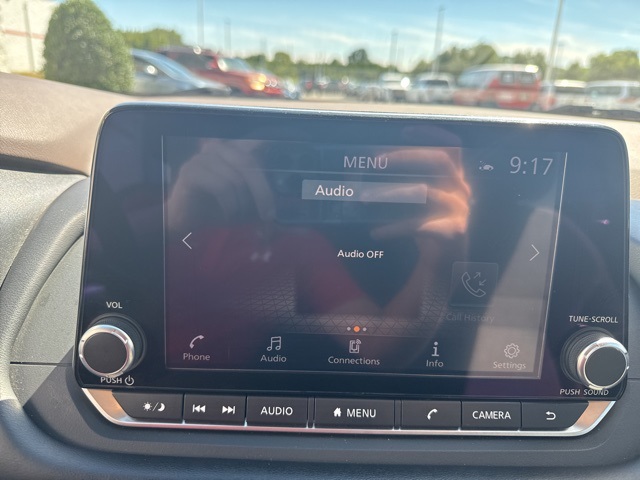 MENU 9:17
Audio
Audio OFF
Call History
Phone Audio Connections Info Settings
VOL
PUSH
TUNE·SCROLL
PUSH SOUND
AUDIO MENU CAMERA